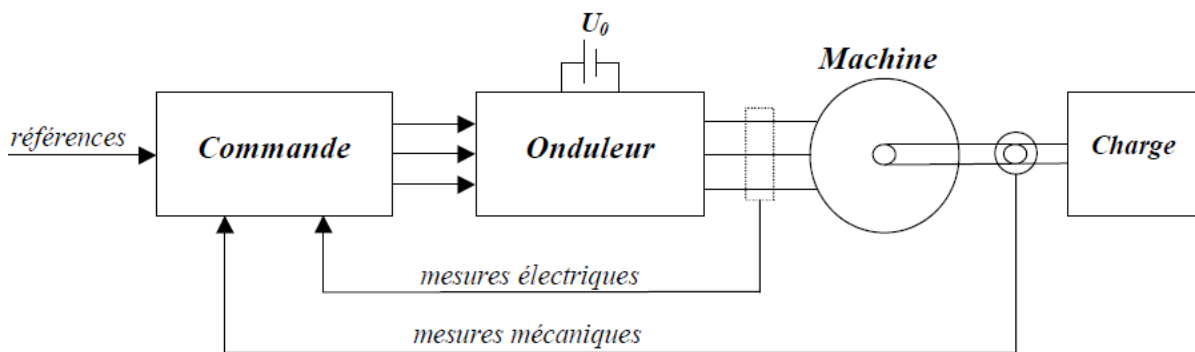 U₀
Machine
références
Commande
Onduleur
Charge
mesures électriques
mesures mécaniques